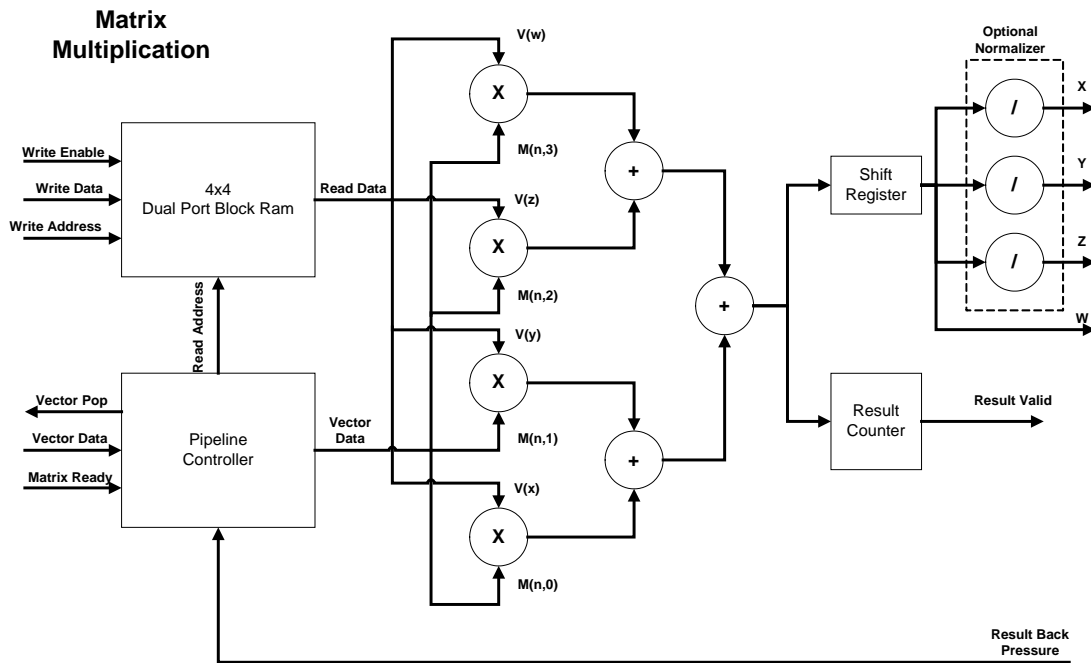 Matrix
Multiplication
Optional
Normalizer
V(w)
X
X
/
M(n,3)
Write Enable
4x4
Dual Port Block Ram
Write Data
Read Data
Write Address
V(z)
+
Shift
Register
/
Y
X
/
Z
M(n,2)
Read Address
+
W
V(y)
X
Vector Pop
Vector Data
Matrix Ready
Pipeline
Controller
Vector
Data
M(n,1)
+
Result
Counter
Result Valid
V(x)
X
M(n,0)
Result Back
Pressure